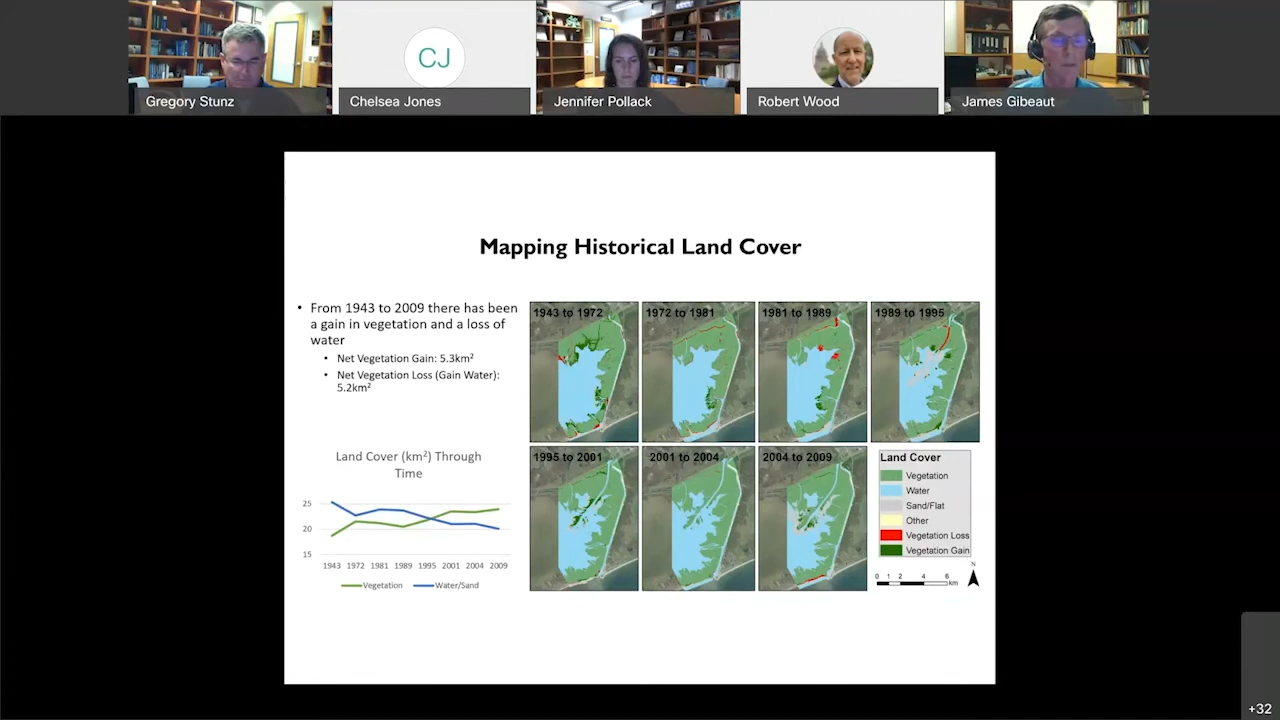 CJ
Gregory Stunz
Chelsea Jones
Jennifer Pollack
Robert Wood
James Gibeaut
Mapping Historical Land Cover
• From 1943 to 2009 there has been
a gain in vegetation and a loss of
water
• Net Vegetation Gain: 5.3km²
• Net Vegetation Loss (Gain Water):
5.2km²
Land Cover (km²) Through
Time
25
20
15
1943 1972 1981 1989 1995 2001 2004 2009
Vegetation
Water/Sand
1943 to 1972
1972 to 1981
1981 to 1989
1989 to 1995
1995 to 2001
2001 to 2004
2004 to 2009
Land Cover
Vegetation
Water
Sand/Flat
Other
Vegetation Loss
Vegetation Gain
N
0 1 2 4 6
km
+32